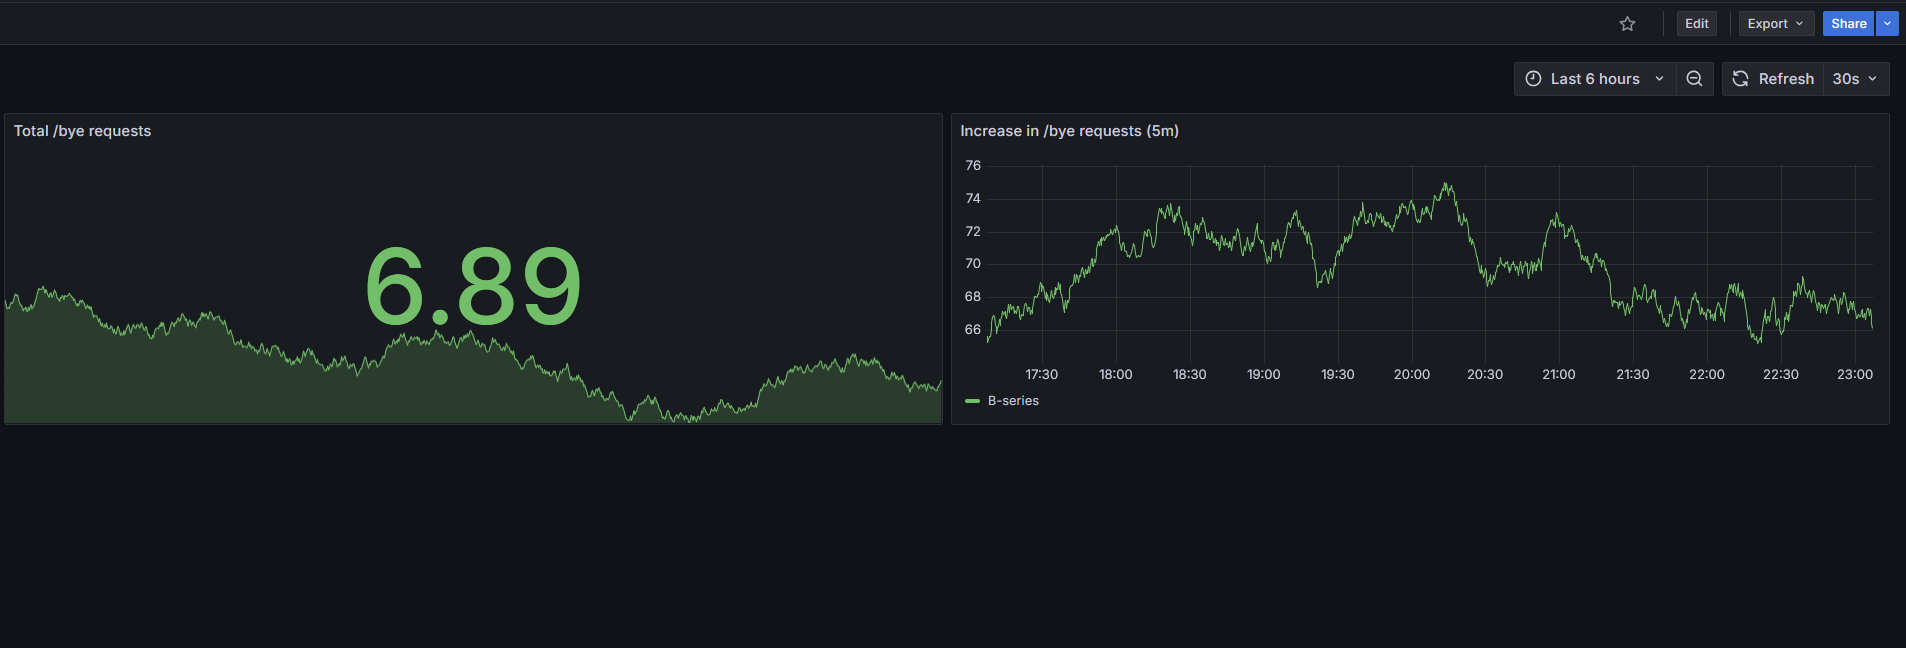 Edit Export Share
Last 6 hours Refresh 30s
Total /bye requests
6.89
Increase in /bye requests (5m)
76
74
72
70
68
66
17:30 18:00 18:30 19:00 19:30 20:00 20:30 21:00 21:30 22:00 22:30 23:00
B-series